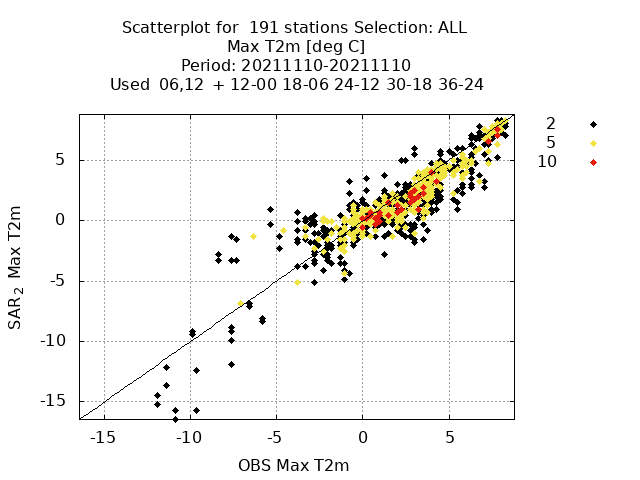 Scatterplot for  191 stations Selection: ALL
Max T2m [deg C]
Period: 20211110-20211110
Used  06,12  + 12-00 18-06 24-12 30-18 36-24
2
5
10
5
0
-5
-10
-15
SAR2  Max T2m
-15 -10 -5 0 5
OBS Max T2m